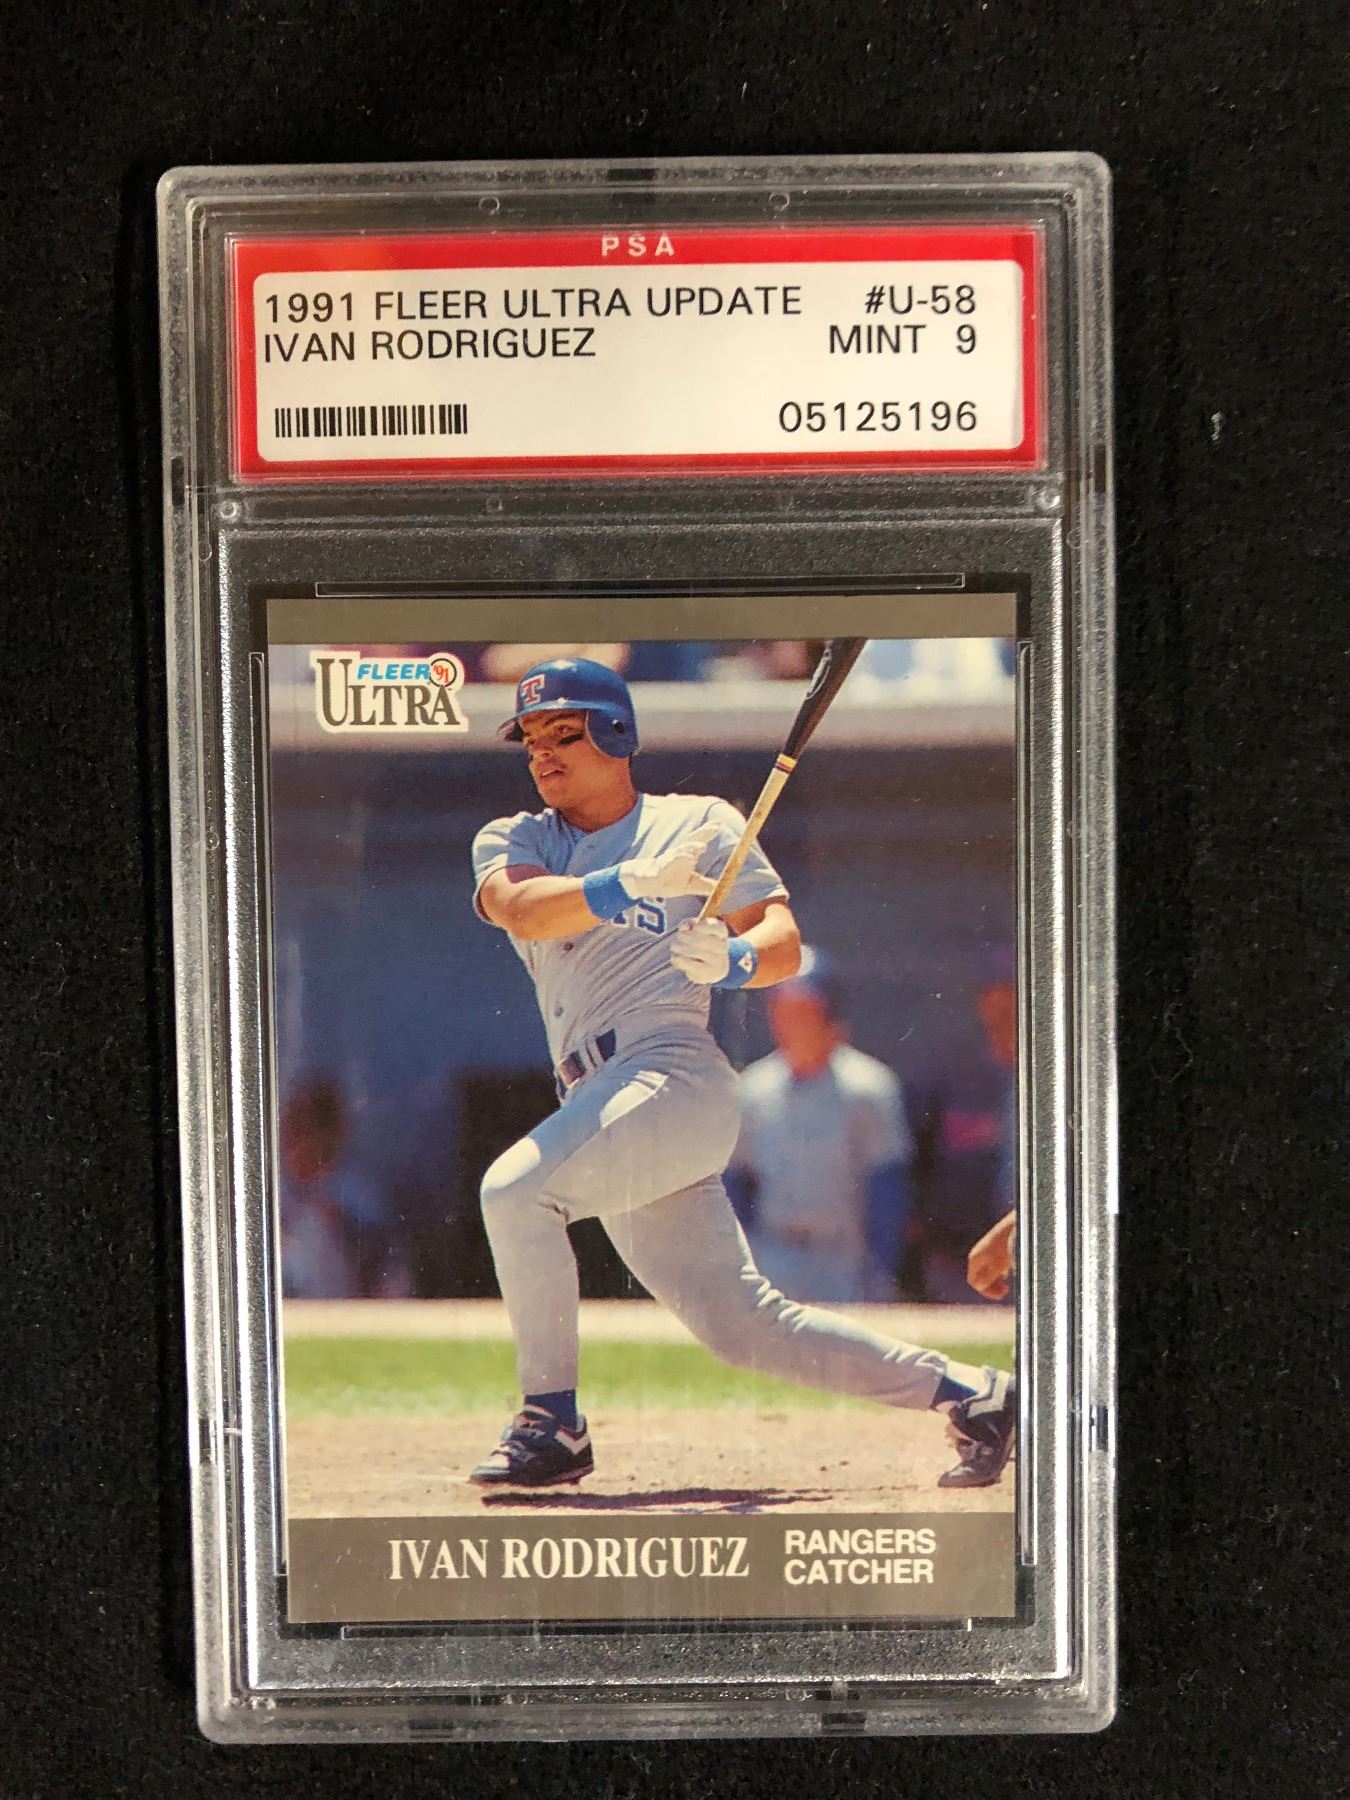 PSA
1991 FLEER ULTRA UPDATE #U-58
IVAN RODRIGUEZ MINT 9
05125196
FLEER '91
ULTRA
T
IVAN RODRIGUEZ
RANGERS
CATCHER